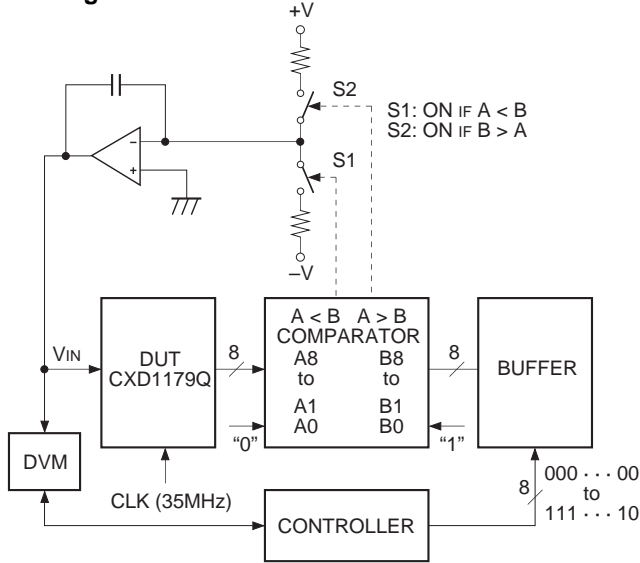 +V
S2
S1: ON IF A < B
S2: ON IF B > A
–
+
S1
–V
A < B A > B
COMPARATOR
VIN
DUT
CXD1179Q
8
A8
to
A1
A0
B8
to
B1
B0
8
BUFFER
"0"
"1"
DVM
CLK (35MHz)
CONTROLLER
8
000 · · · 00
to
111 · · · 10